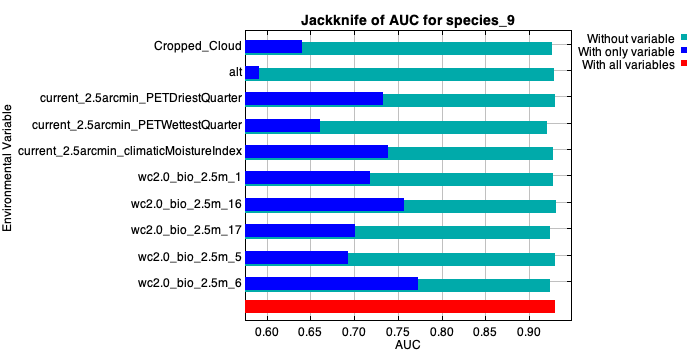 Jackknife of AUC for species_9
Without variable
With only variable
With all variables
Environmental Variable
Cropped_Cloud
alt
current_2.5arcmin_PETDriestQuarter
current_2.5arcmin_PETWettestQuarter
current_2.5arcmin_climaticMoistureIndex
wc2.0_bio_2.5m_1
wc2.0_bio_2.5m_16
wc2.0_bio_2.5m_17
wc2.0_bio_2.5m_5
wc2.0_bio_2.5m_6
0.60 0.65 0.70 0.75 0.80 0.85 0.90
AUC